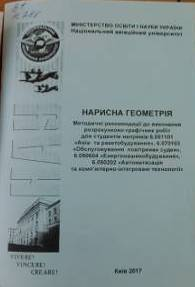 МІНІСТЕРСТВО ОСВІТИ І НАУКИ УКРАЇНИ
Національний авіаційний університет
НАРИСНА ГЕОМЕТРІЯ
Методичні рекомендації до виконання
розрахунково-графічних робіт
для студентів напрямів 6.051101
«Авіа- та ракетобудування», 6.070103
«Обслуговування повітряних суден»,
6.050604 «Енергомашинобудування»,
6.050202 «Автоматизація
та комп'ютерно-інтегровані технології»
VIVERE!
VINCERE!
CREARE!
Київ 2017